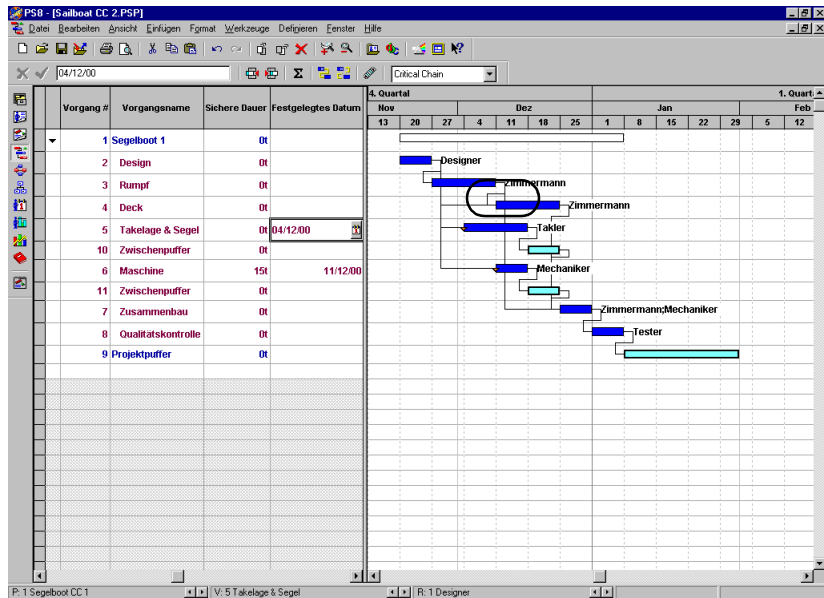 PS8 - [Sailboat CC 2.PSP]
Datei Bearbeiten Ansicht Einfügen Format Werkzeuge Definieren Fenster Hilfe
04/12/00
Critical Chain
Vorgang # Vorgangsname Sichere Dauer Festgelegtes Datum
4. Quartal 1. Quart
Nov Dez Jan Feb
13 20 27 4 11 18 25 1 8 15 22 29 5 12
1 Segelboot 1 0t
2 Design 0t Designer
3 Rumpf 0t Zimmermann
4 Deck 0t Zimmermann
5 Takelage & Segel 0t 04/12/00 Takler
10 Zwischenpuffer 0t
6 Maschine 15t 11/12/00 Mechaniker
11 Zwischenpuffer 0t
7 Zusammenbau 0t Zimmermann;Mechaniker
8 Qualitätskontrolle 0t Tester
9 Projektpuffer 0t
P: 1 Segelboot CC 1 V: 5 Takelage & Segel R: 1 Designer